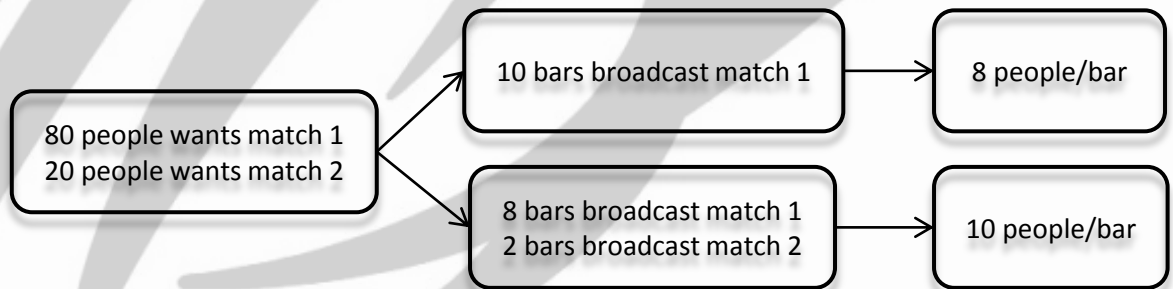 80 people wants match 1
20 people wants match 2
10 bars broadcast match 1
8 people/bar
8 bars broadcast match 1
2 bars broadcast match 2
10 people/bar